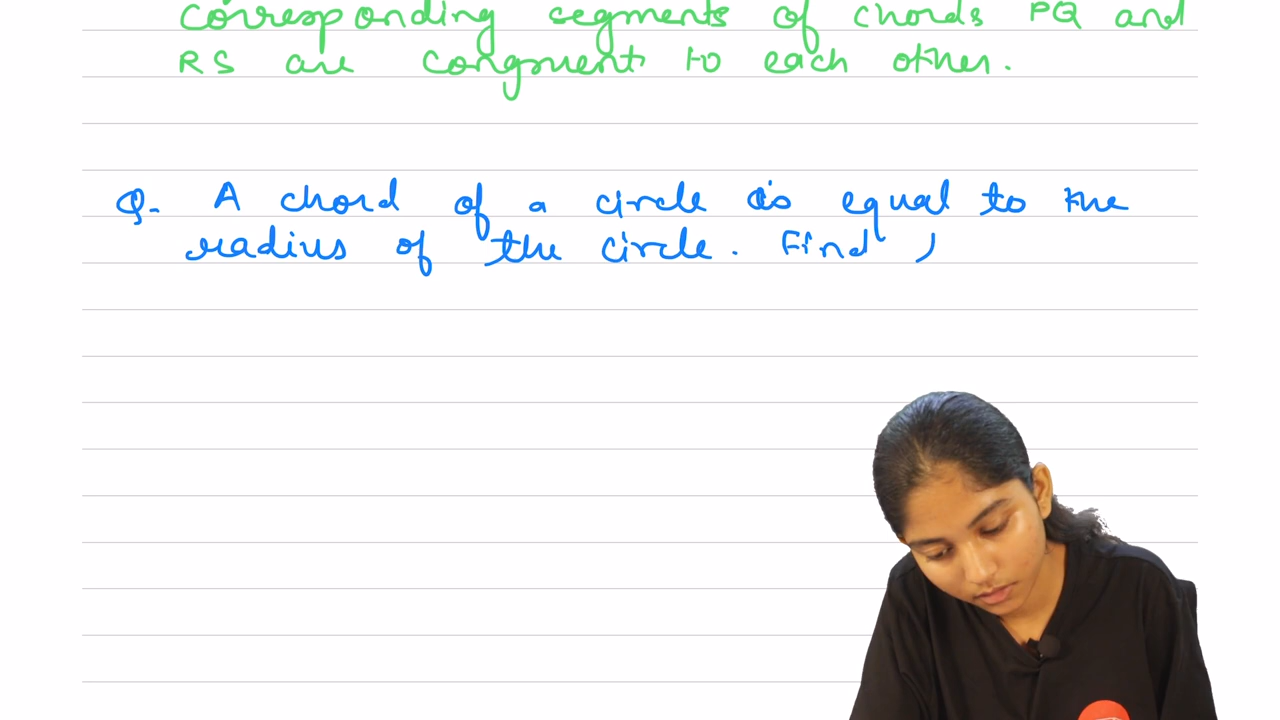 corresponding segments of chords PQ and
RS are congruent to each other.
Q. A chord of a circle is equal to the
radius of the circle. Find